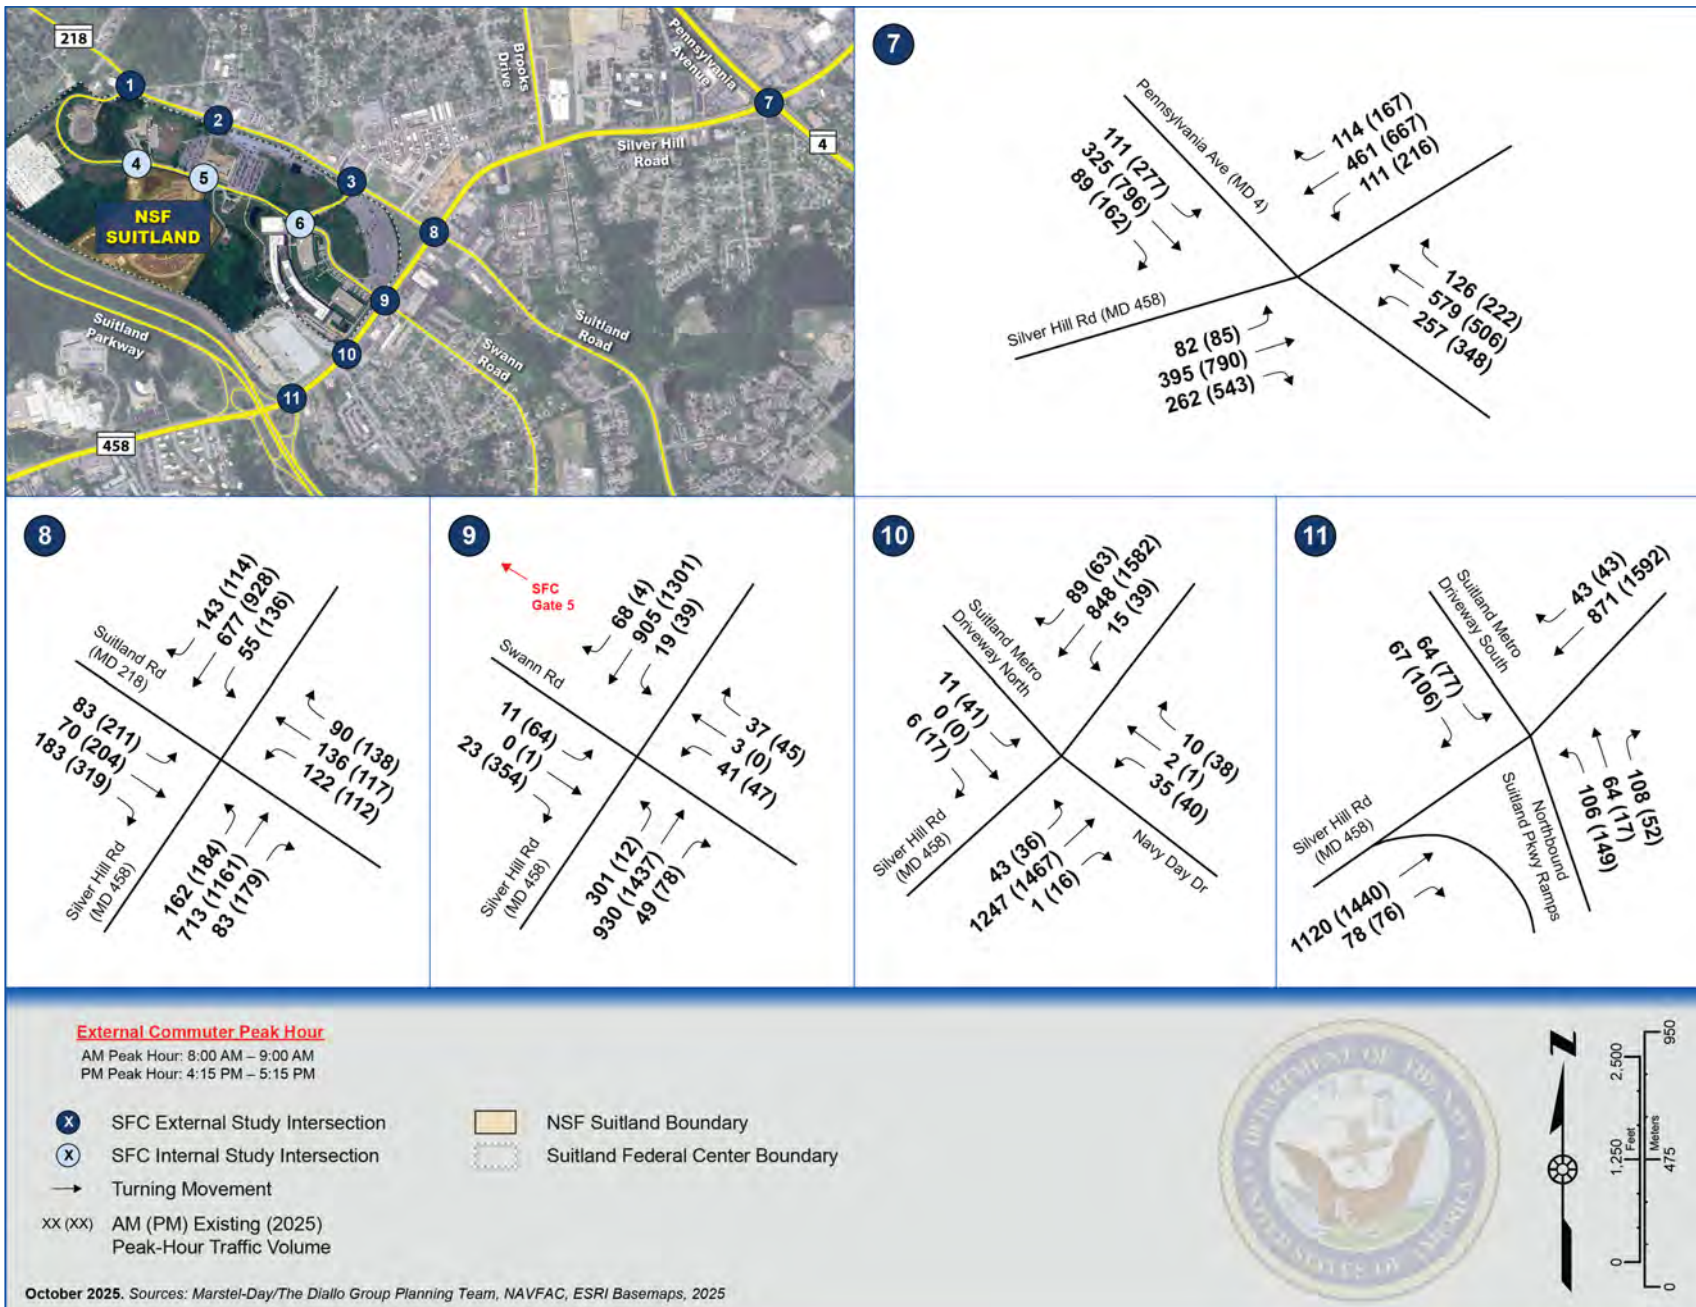 218
1
2
3
4
5
6
7
8
9
10
11
NSF
SUITLAND
Brooks
Drive
Pennsylvania
Avenue
4
Silver Hill
Road
Suitland
Parkway
Suitland
Road
Swann
Road
458
7
Pennsylvania Ave (MD 4)
Silver Hill Rd (MD 458)
111 (277)
325 (796)
89 (162)
114 (167)
461 (667)
111 (216)
126 (222)
579 (506)
257 (348)
82 (85)
395 (790)
262 (543)
8
Suitland Rd
(MD 218)
Silver Hill Rd
(MD 458)
143 (114)
677 (928)
55 (136)
83 (211)
70 (204)
183 (319)
90 (138)
136 (117)
122 (112)
162 (184)
713 (1161)
83 (179)
9
SFC
Gate 5
Swann Rd
Silver Hill Rd
(MD 458)
68 (4)
905 (1301)
19 (39)
11 (64)
0 (1)
23 (354)
37 (45)
3 (0)
41 (47)
301 (12)
930 (1437)
49 (78)
10
Suitland Metro
Driveway North
Silver Hill Rd
(MD 458)
Navy Day Dr
89 (63)
848 (1582)
15 (39)
11 (41)
0 (0)
6 (17)
10 (38)
2 (1)
35 (40)
43 (36)
1247 (1467)
1 (16)
11
Suitland Metro
Driveway South
Silver Hill Rd
(MD 458)
Northbound
Suitland Pkwy Ramps
43 (43)
871 (1592)
64 (77)
67 (106)
108 (52)
64 (17)
106 (149)
1120 (1440)
78 (76)
External Commuter Peak Hour
AM Peak Hour: 8:00 AM – 9:00 AM
PM Peak Hour: 4:15 PM – 5:15 PM
X SFC External Study Intersection
X SFC Internal Study Intersection
Turning Movement
XX (XX) AM (PM) Existing (2025)
Peak-Hour Traffic Volume
NSF Suitland Boundary
Suitland Federal Center Boundary
DEPARTMENT OF THE NAVY
UNITED STATES OF AMERICA
Z
0 1,250 2,500
Feet
Meters
0 475 950
October 2025. Sources: Marstel-Day/The Diallo Group Planning Team, NAVFAC, ESRI Basemaps, 2025